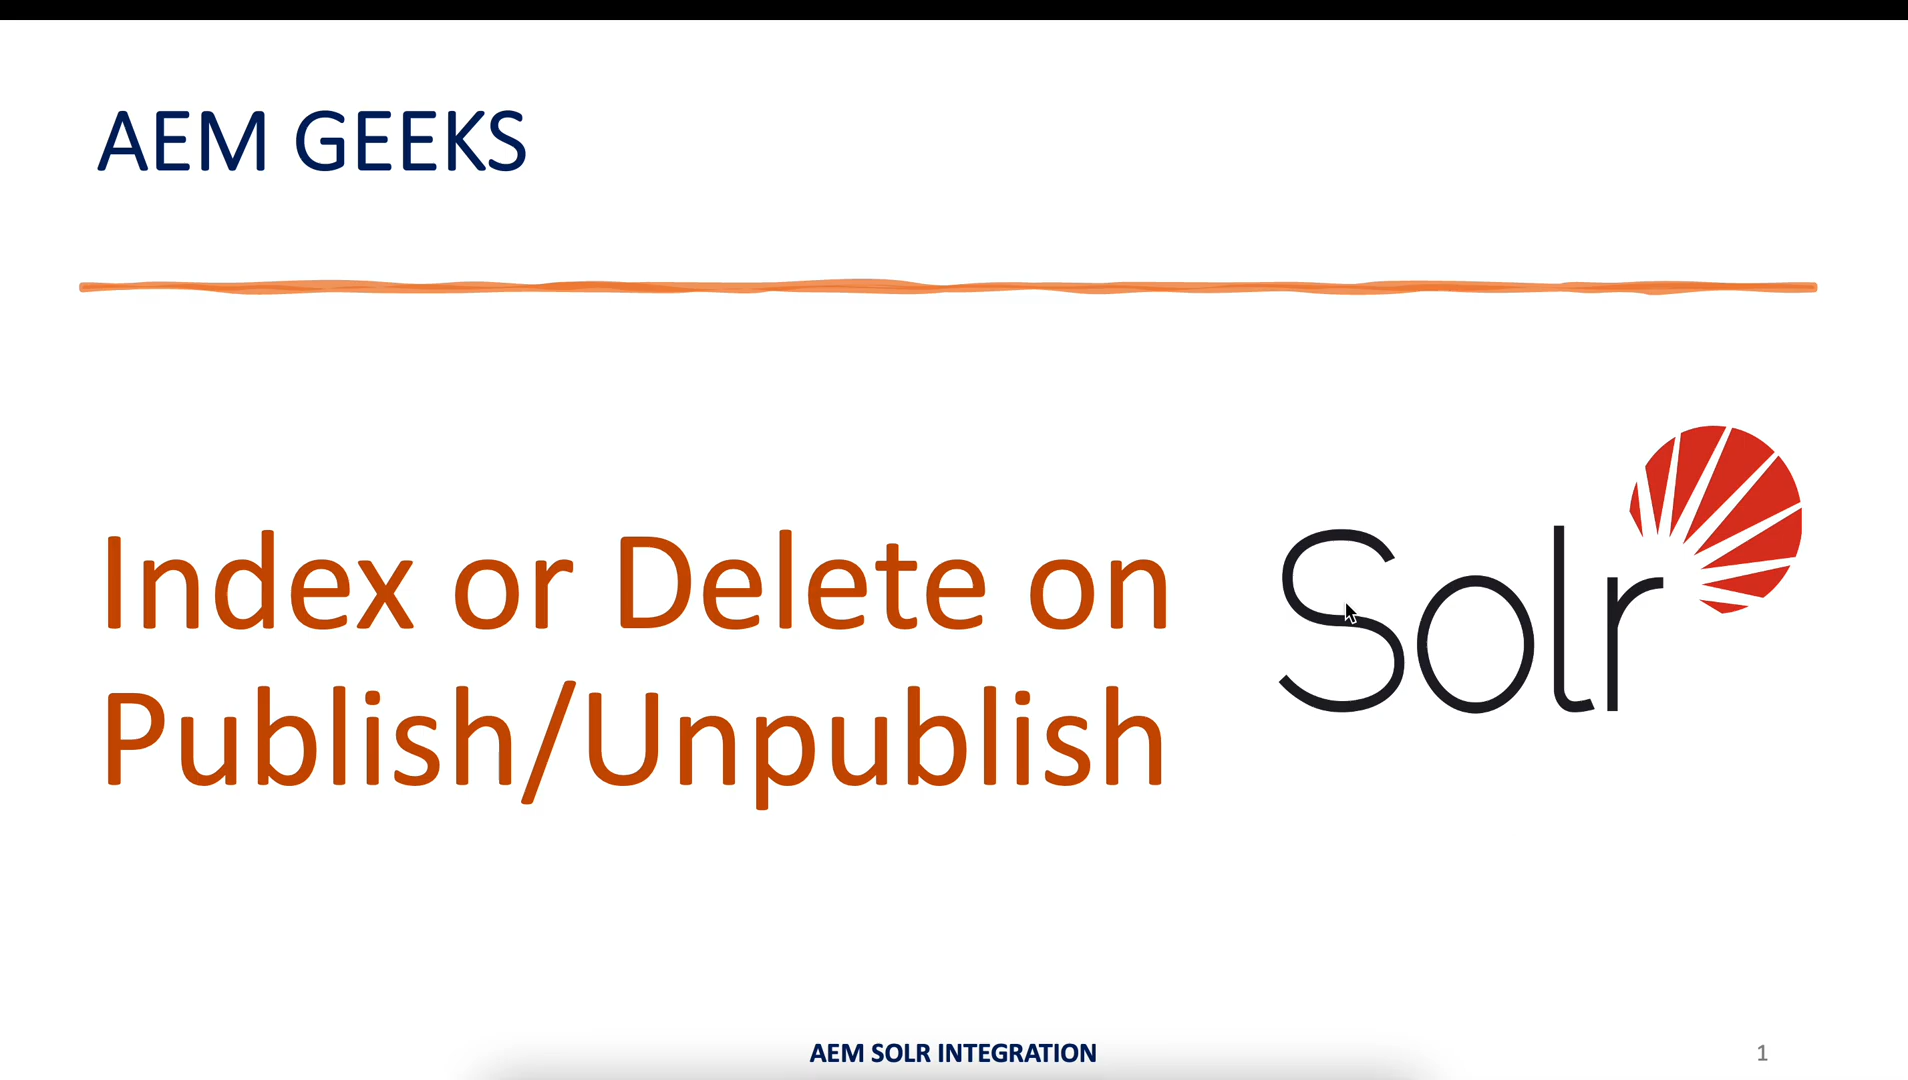 AEM GEEKS
Index or Delete on
Publish/Unpublish
Solr
AEM SOLR INTEGRATION
1